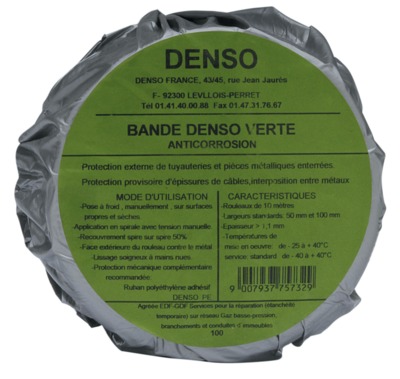 DENSO
DENSO FRANCE, 43/45, rue Jean Jaurès
F- 92300 LEVLLOIS-PERRET
Tél 01.41.40.00.88 Fax 01.47.31.76.67
BANDE DENSO VERTE
ANTICORROSION
Protection externe de tuyauteries et pièces métalliques enterrées.
Protection provisoire d'épissures de câbles,interposition entre métaux
MODE D'UTILISATION
-Pose à froid , manuellement , sur surfaces
propres et sèches.
-Application en spirale avec tension manuelle.
-Recouvrement spire sur spire 50%.
- Face extérieure du rouleau contre le métal
-Lissage soigneux à mains nues.
-Protection mécanique complémentaire
recommandée.
Ruban polyéthylène adhésif
DENSO PE
CARACTERISTIQUES
-Rouleaux de 10 mètres
-Largeurs standards. 50 mm et 100 mm
-Epaisseur > 1,1 mm
-Températures de
mise en oeuvre: de - 25 à + 40°C
service: standard de - 40 à + 40°C
9 007937 757329
Agréée EDF-GDF Services pour la réparation (étanchéité
temporaire) sur réseau Gaz basse-pression,
branchements et conduites d'immeubles
100